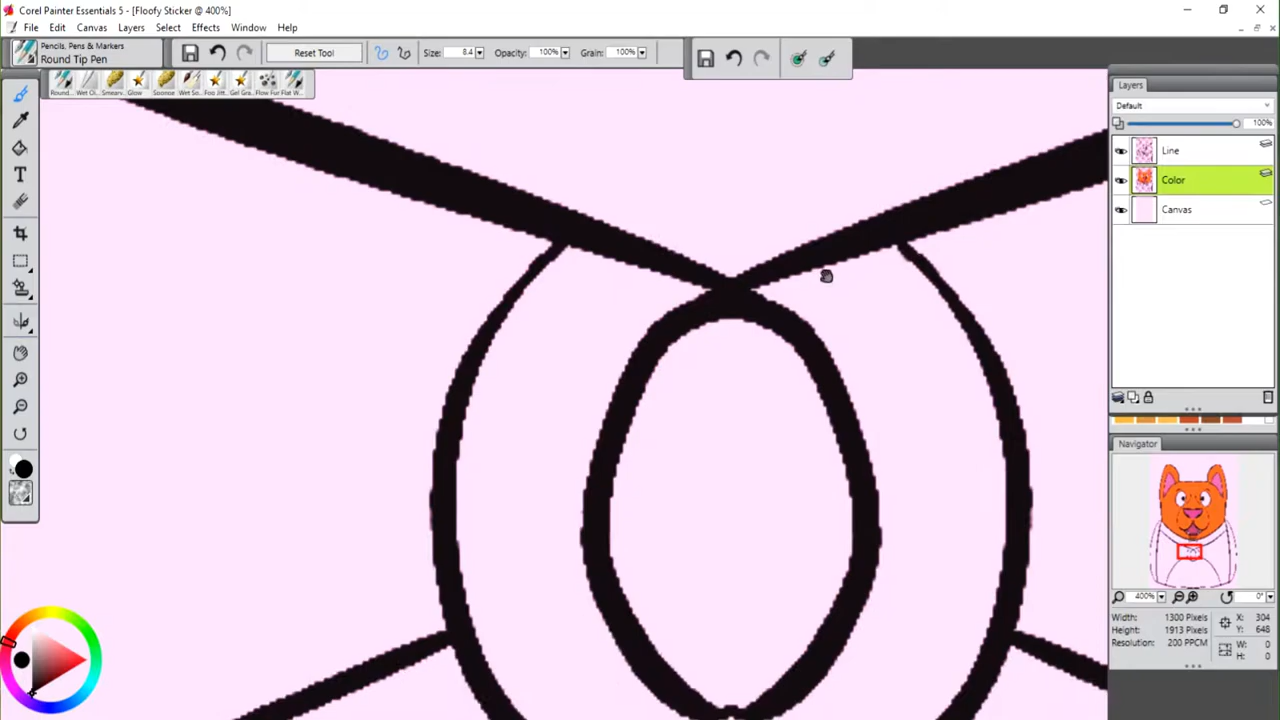 Corel Painter Essentials 5 - [Floofy Sticker @ 400%]
File Edit Canvas Layers Select Effects Window Help
Pencils, Pens & Markers
Round Tip Pen
Reset Tool Size: 8.4 Opacity: 100% Grain: 100%
Round... Wet Oi... Smeary... Glow Sponge Wet So... Foo Jitt... Gel Gra... Flow Fur Flat W...
Layers
Default
100%
Line
Color
Canvas
Navigator
400% 0°
Width: 1300 Pixels X: 304
Height: 1913 Pixels Y: 648
Resolution: 200 PPCM W: 0
H: 0